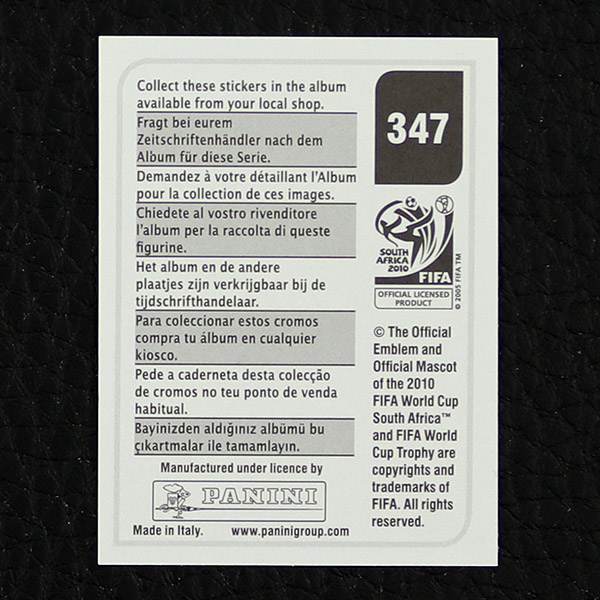 Collect these stickers in the album
available from your local shop.
Fragt bei eurem
Zeitschriftenhändler nach dem
Album für diese Serie.
Demandez à votre détaillant l'Album
pour la collection de ces images.
Chiedete al vostro rivenditore
l'album per la raccolta di queste
figurine.
Het album en de andere
plaatjes zijn verkrijgbaar bij de
tijdschrifthandelaar.
Para coleccionar estos cromos
compra tu álbum en cualquier
kiosco.
Pede a caderneta desta colecção
de cromos no teu ponto de venda
habitual.
Bayinizden aldığınız albümü bu
çıkartmalar ile tamamlayın.
Manufactured under licence by
PANINI
Made in Italy. www.paninigroup.com
347
SOUTH
AFRICA
2010
FIFA
OFFICIAL LICENSED
PRODUCT
© 2005 FIFA TM
© The Official
Emblem and
Official Mascot
of the 2010
FIFA World Cup
South Africa™
and FIFA World
Cup Trophy are
copyrights and
trademarks of
FIFA. All rights
reserved.